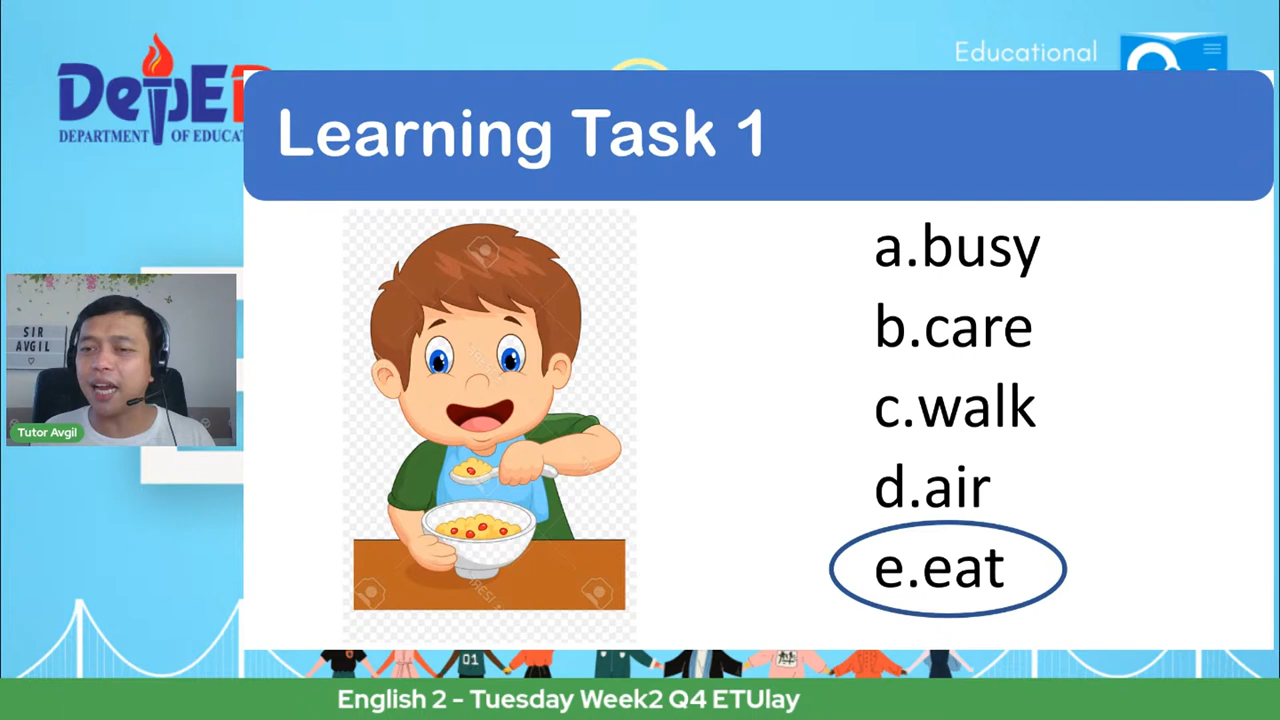 Educational
DepED
DEPARTMENT OF EDUCAT
Learning Task 1
a.busy
b.care
c.walk
d.air
e.eat
SIR
AVGIL
♡
Tutor Avgil
01
English 2 - Tuesday Week2 Q4 ETUlay